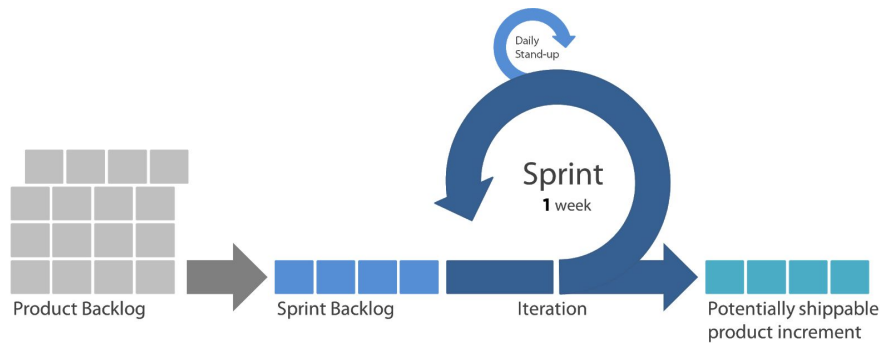 Daily
Stand-up
Sprint
1 week
Product Backlog
Sprint Backlog
Iteration
Potentially shippable
product increment